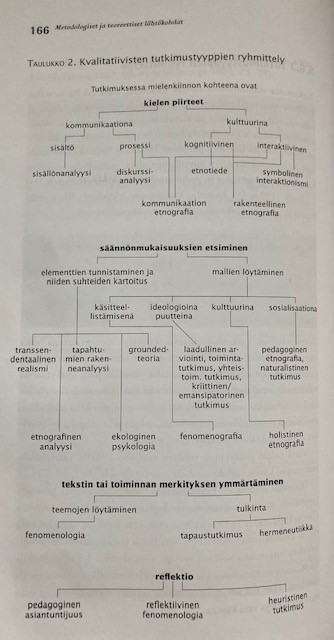 166 Metodologiset ja teoreettiset lähtökohdat
TAULUKKO 2. Kvalitatiivisten tutkimustyyppien ryhmittely
Tutkimuksessa mielenkiinnon kohteena ovat
kielen piirteet
kommunikaationa kulttuurina
sisältö prosessi kognitiivinen interaktiivinen
sisällönanalyysi diskurssi- etnotiede symbolinen
analyysi interaktionismi
kommunikaation rakenteellinen
etnografia etnografia
säännönmukaisuuksien etsiminen
elementtien tunnistaminen ja mallien löytäminen
niiden suhteiden kartoitus
käsitteel- ideologioina kulttuurina sosialisaationa
listämisenä puutteina
transsen- tapahtu- grounded- laadullinen ar- pedagoginen
dentaalinen mien raken- teoria viointi, toiminta- etnografia,
realismi neanalyysi tutkimus, yhteis- naturalistinen
toim. tutkimus, tutkimus
kriittinen/
emansipatorinen
tutkimus
etnografinen ekologinen fenomenografia holistinen
analyysi psykologia etnografia
tekstin tai toiminnan merkityksen ymmärtäminen
teemojen löytäminen tulkinta
fenomenologia tapaustutkimus hermeneutiikka
reflektio
pedagoginen reflektiivinen heuristinen
asiantuntijuus fenomenologia tutkimus